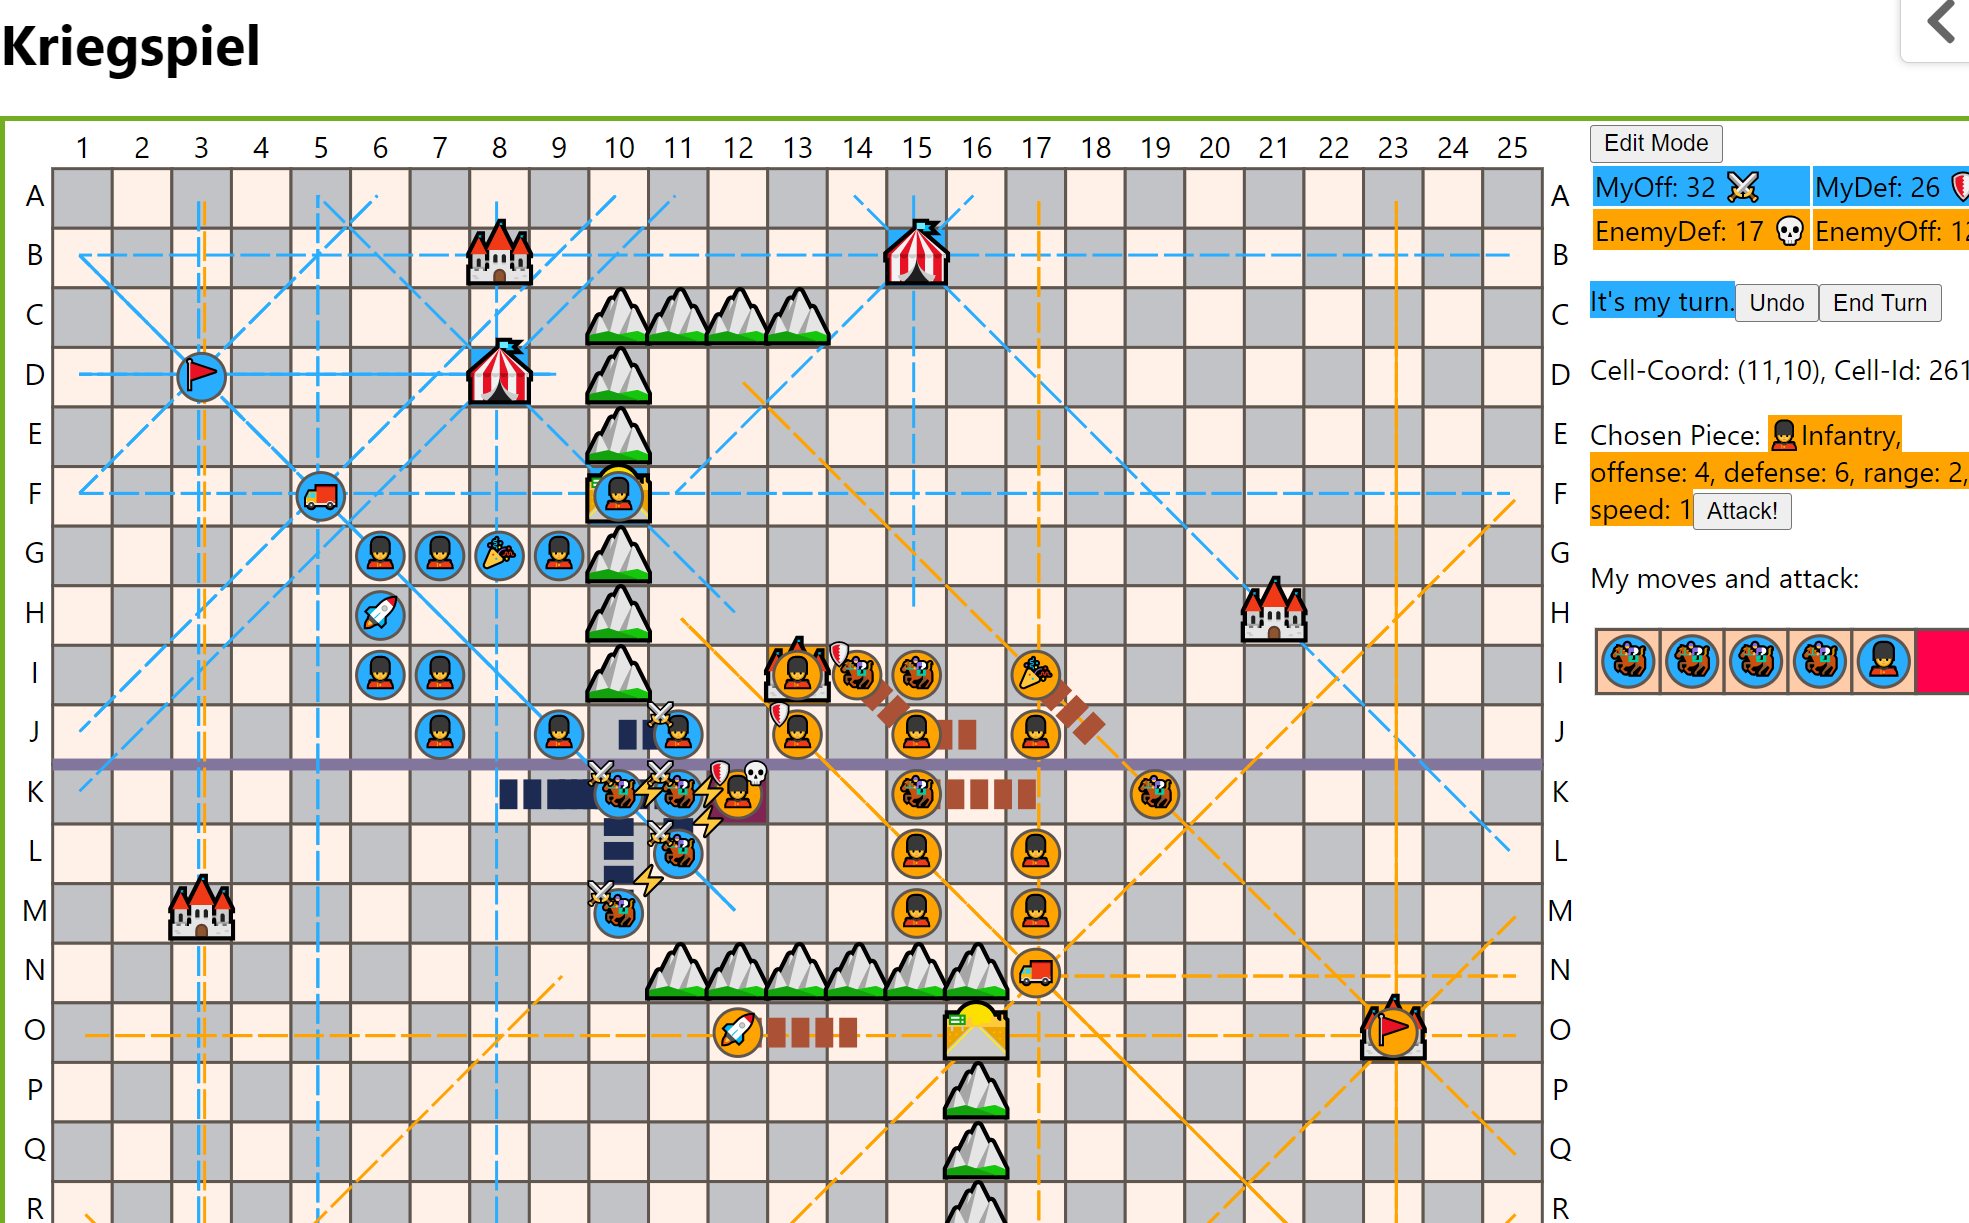 Kriegspiel
1 2 3 4 5 6 7 8 9 10 11 12 13 14 15 16 17 18 19 20 21 22 23 24 25
Edit Mode
MyOff: 32 MyDef: 26
EnemyDef: 17 EnemyOff: 12
It's my turn. Undo End Turn
Cell-Coord: (11,10), Cell-Id: 261
Chosen Piece: Infantry,
offense: 4, defense: 6, range: 2,
speed: 1 Attack!
My moves and attack:
A A
B B
C C
D D
E E
F F
G G
H H
I I
J J
K K
L L
M M
N N
O O
P P
Q Q
R R